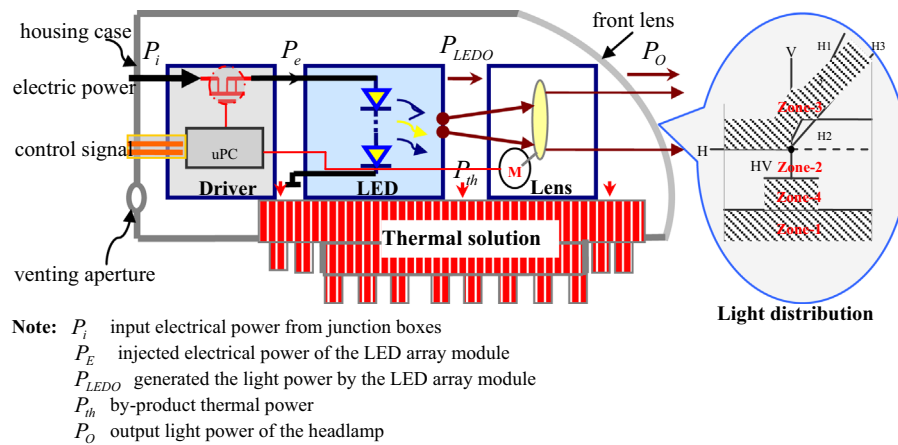 housing case
P_i
P_e
P_LEDO
front lens
P_O
electric power
control signal
uPC
Driver
LED
P_th
M
Lens
venting aperture
Thermal solution
V
H1
H3
Zone-3
H
H2
HV
Zone-2
Zone-4
Zone-1
Light distribution
Note: P_i input electrical power from junction boxes
P_E injected electrical power of the LED array module
P_LEDO generated the light power by the LED array module
P_th by-product thermal power
P_O output light power of the headlamp